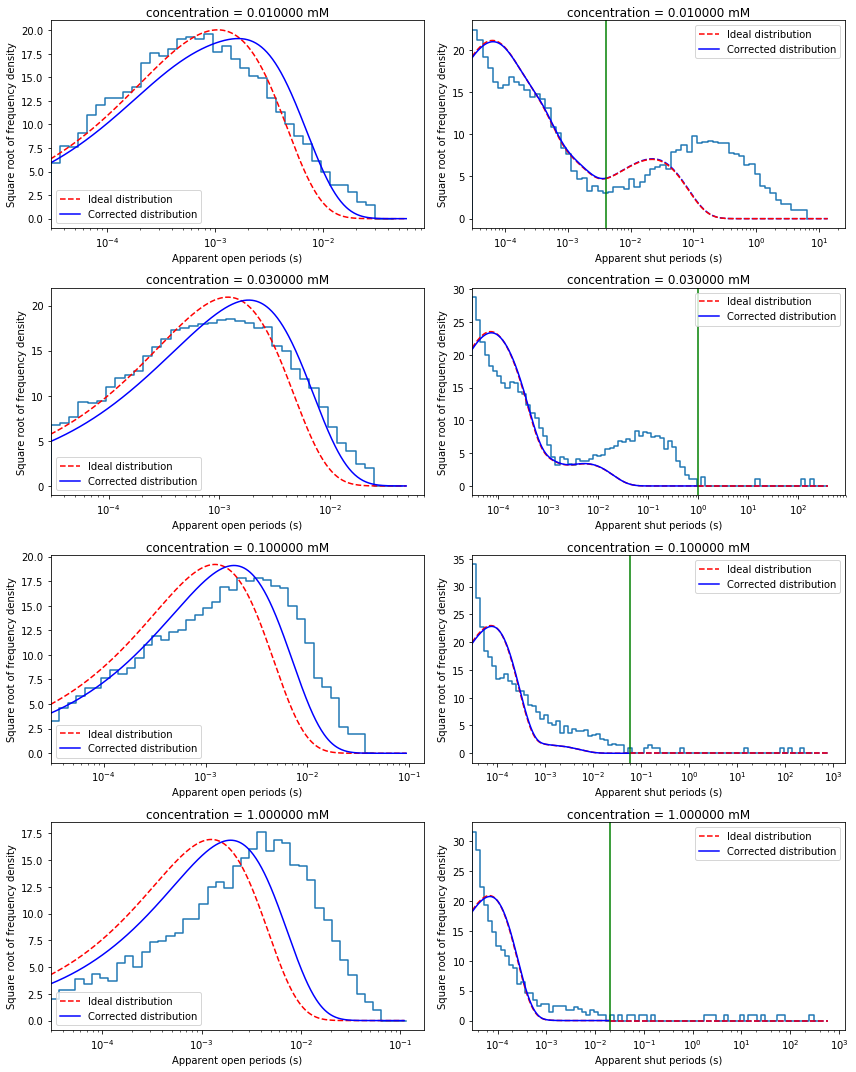 concentration = 0.010000 mM
Square root of frequency density
20.0
17.5
15.0
12.5
10.0
7.5
5.0
2.5
0.0
Ideal distribution
Corrected distribution
10⁻⁴
10⁻³
10⁻²
Apparent open periods (s)
concentration = 0.010000 mM
Square root of frequency density
20
15
10
5
0
Ideal distribution
Corrected distribution
10⁻⁴
10⁻³
10⁻²
10⁻¹
10⁰
10¹
Apparent shut periods (s)
concentration = 0.030000 mM
Square root of frequency density
20
15
10
5
0
Ideal distribution
Corrected distribution
10⁻⁴
10⁻³
10⁻²
Apparent open periods (s)
concentration = 0.030000 mM
Square root of frequency density
30
25
20
15
10
5
0
Ideal distribution
Corrected distribution
10⁻⁴
10⁻³
10⁻²
10⁻¹
10⁰
10¹
10²
Apparent shut periods (s)
concentration = 0.100000 mM
Square root of frequency density
20.0
17.5
15.0
12.5
10.0
7.5
5.0
2.5
0.0
Ideal distribution
Corrected distribution
10⁻⁴
10⁻³
10⁻²
10⁻¹
Apparent open periods (s)
concentration = 0.100000 mM
Square root of frequency density
35
30
25
20
15
10
5
0
Ideal distribution
Corrected distribution
10⁻⁴
10⁻³
10⁻²
10⁻¹
10⁰
10¹
10²
10³
Apparent shut periods (s)
concentration = 1.000000 mM
Square root of frequency density
17.5
15.0
12.5
10.0
7.5
5.0
2.5
0.0
Ideal distribution
Corrected distribution
10⁻⁴
10⁻³
10⁻²
10⁻¹
Apparent open periods (s)
concentration = 1.000000 mM
Square root of frequency density
30
25
20
15
10
5
0
Ideal distribution
Corrected distribution
10⁻⁴
10⁻³
10⁻²
10⁻¹
10⁰
10¹
10²
10³
Apparent shut periods (s)